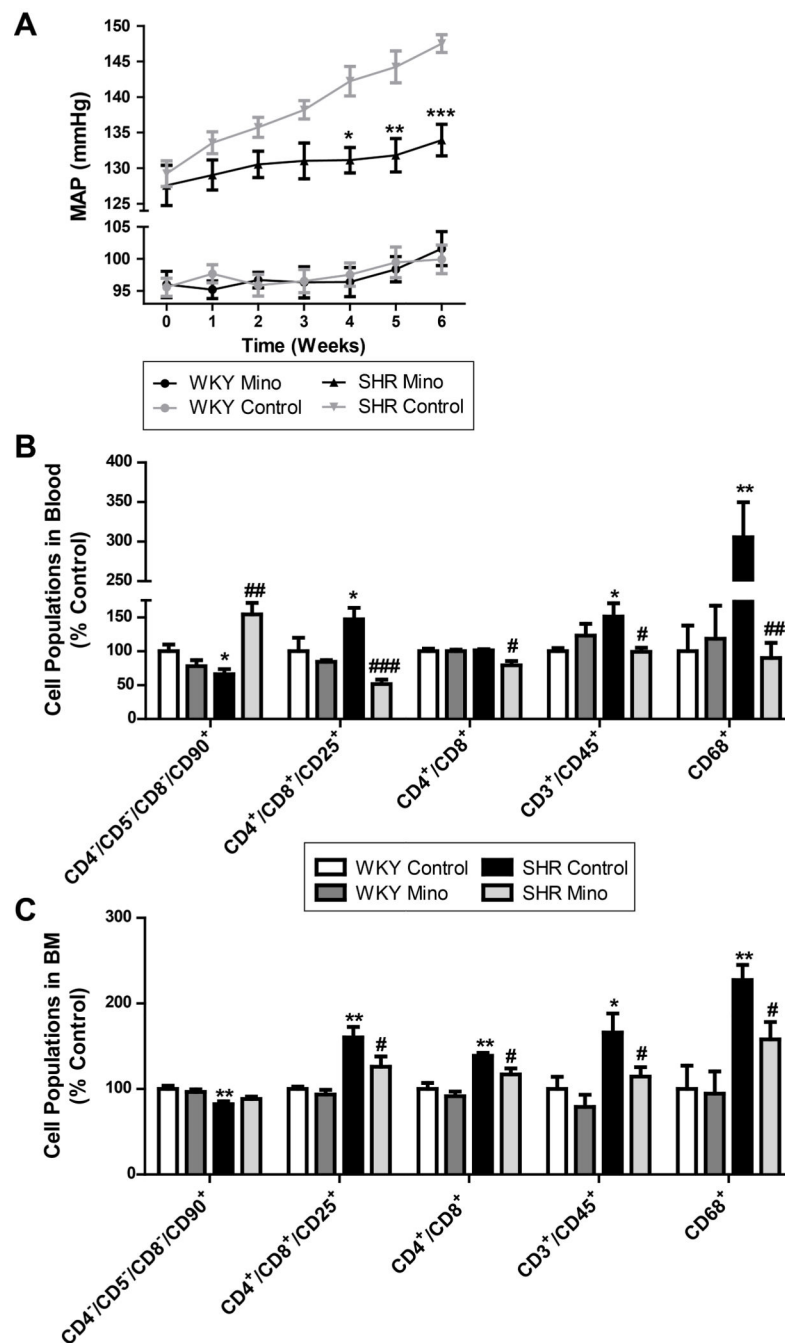 A
150
145
140
135
130
125
100
95
MAP (mmHg)
* ** ***
0 1 2 3 4 5 6
Time (Weeks)
WKY Mino SHR Mino
WKY Control SHR Control
B
400
350
300
250
200
150
100
50
0
Cell Populations in Blood
(% Control)
* ## * ### # * # ** ##
CD4⁻/CD5⁻/CD8⁻/CD90⁺
CD4⁺/CD8⁺/CD25⁺
CD4⁺/CD8⁺
CD3⁺/CD45⁺
CD68⁺
WKY Control SHR Control
WKY Mino SHR Mino
C
300
200
100
0
Cell Populations in BM
(% Control)
** ** # ** # * # ** #
CD4⁻/CD5⁻/CD8⁻/CD90⁺
CD4⁺/CD8⁺/CD25⁺
CD4⁺/CD8⁺
CD3⁺/CD45⁺
CD68⁺